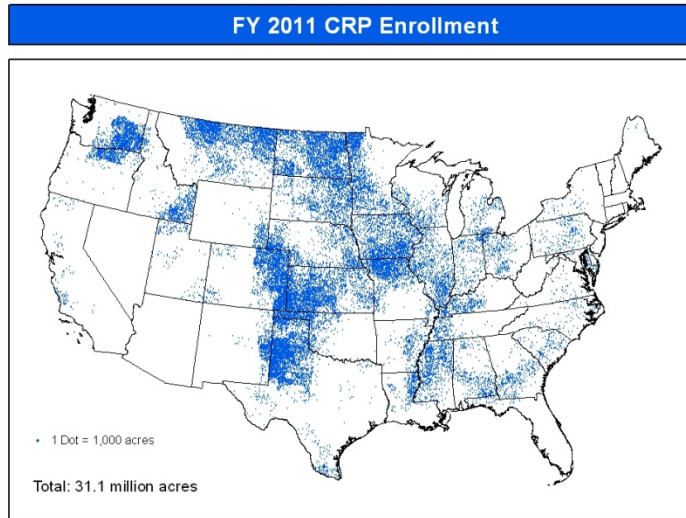 FY 2011 CRP Enrollment
1 Dot = 1,000 acres
Total: 31.1 million acres